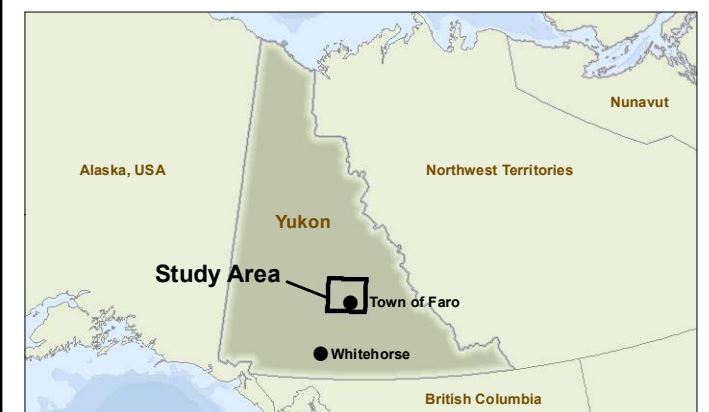 Nunavut
Alaska, USA
Northwest Territories
Yukon
Study Area
Town of Faro
Whitehorse
British Columbia